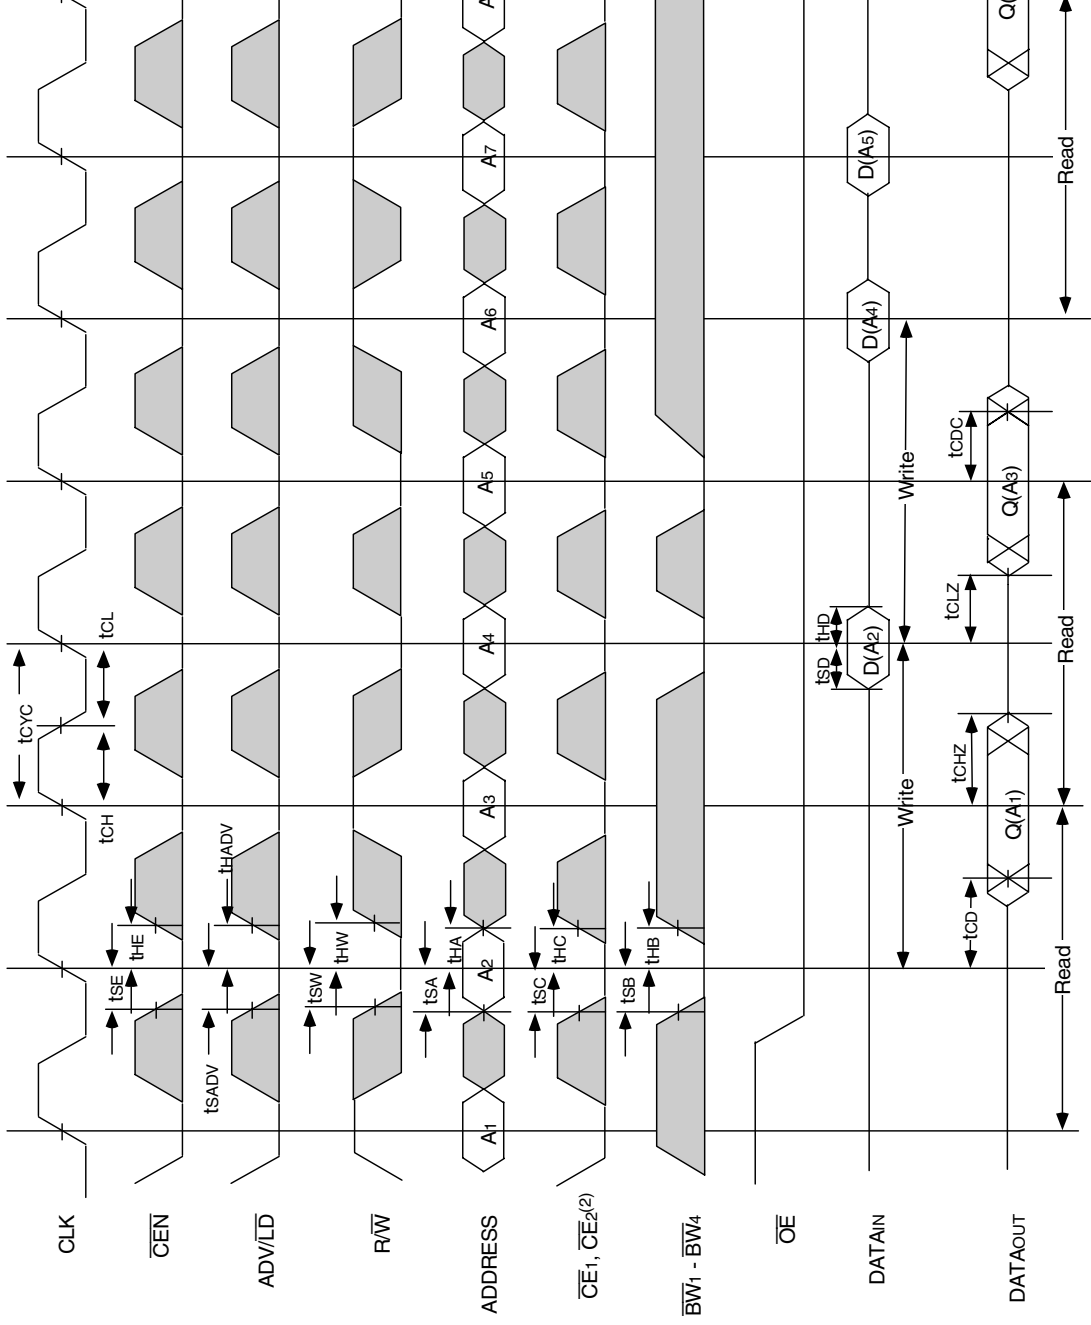 CLK
tCYC
tCH
tCL
CEN
tSE
tHE
ADV/LD
tSADV
tHADV
R/W
tSW
tHW
ADDRESS
A1
A2
A3
A4
A5
A6
A7
A
tSA
tHA
CE1, CE2(2)
tSC
tHC
BW1 - BW4
tSB
tHB
OE
DATAIN
tSD
tHD
D(A2)
D(A4)
D(A5)
Write
Write
DATAOUT
tCD
Q(A1)
tCHZ
tCLZ
Q(A3)
tCDC
Q(
Read
Read
Read